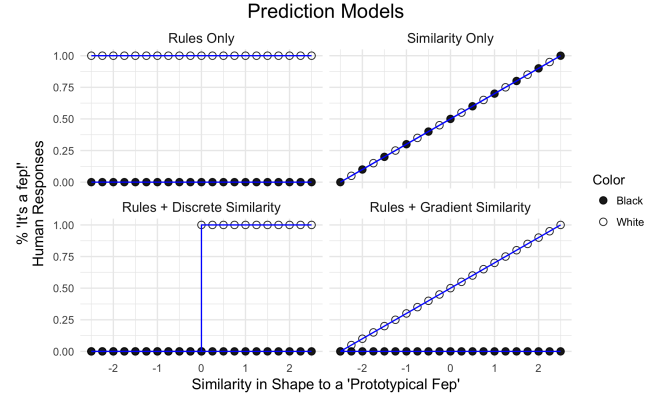 Prediction Models
Rules Only
Similarity Only
1.00
0.75
0.50
0.25
0.00
Rules + Discrete Similarity
Rules + Gradient Similarity
1.00
0.75
0.50
0.25
0.00
-2 -1 0 1 2
-2 -1 0 1 2
% 'It's a fep!'
Human Responses
Similarity in Shape to a 'Prototypical Fep'
Color
Black
White